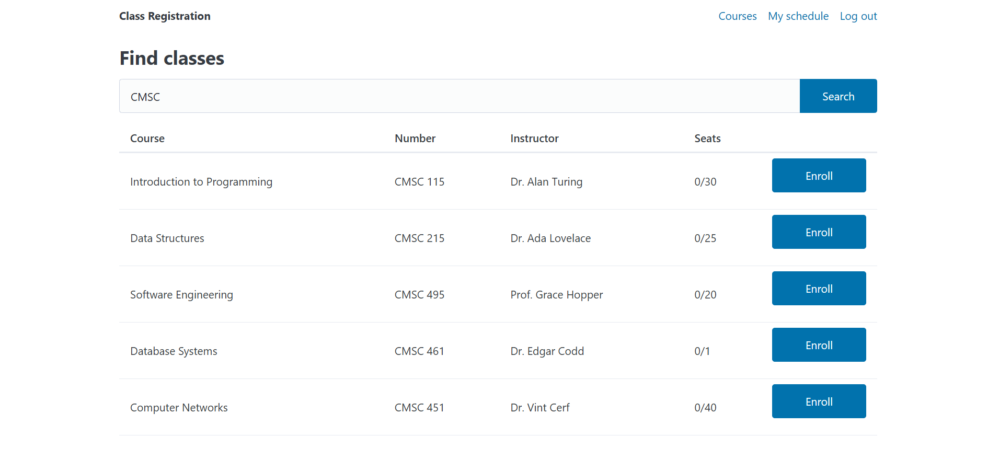 Class Registration Courses My schedule Log out
Find classes
CMSC Search
Course Number Instructor Seats
Introduction to Programming CMSC 115 Dr. Alan Turing 0/30 Enroll
Data Structures CMSC 215 Dr. Ada Lovelace 0/25 Enroll
Software Engineering CMSC 495 Prof. Grace Hopper 0/20 Enroll
Database Systems CMSC 461 Dr. Edgar Codd 0/1 Enroll
Computer Networks CMSC 451 Dr. Vint Cerf 0/40 Enroll